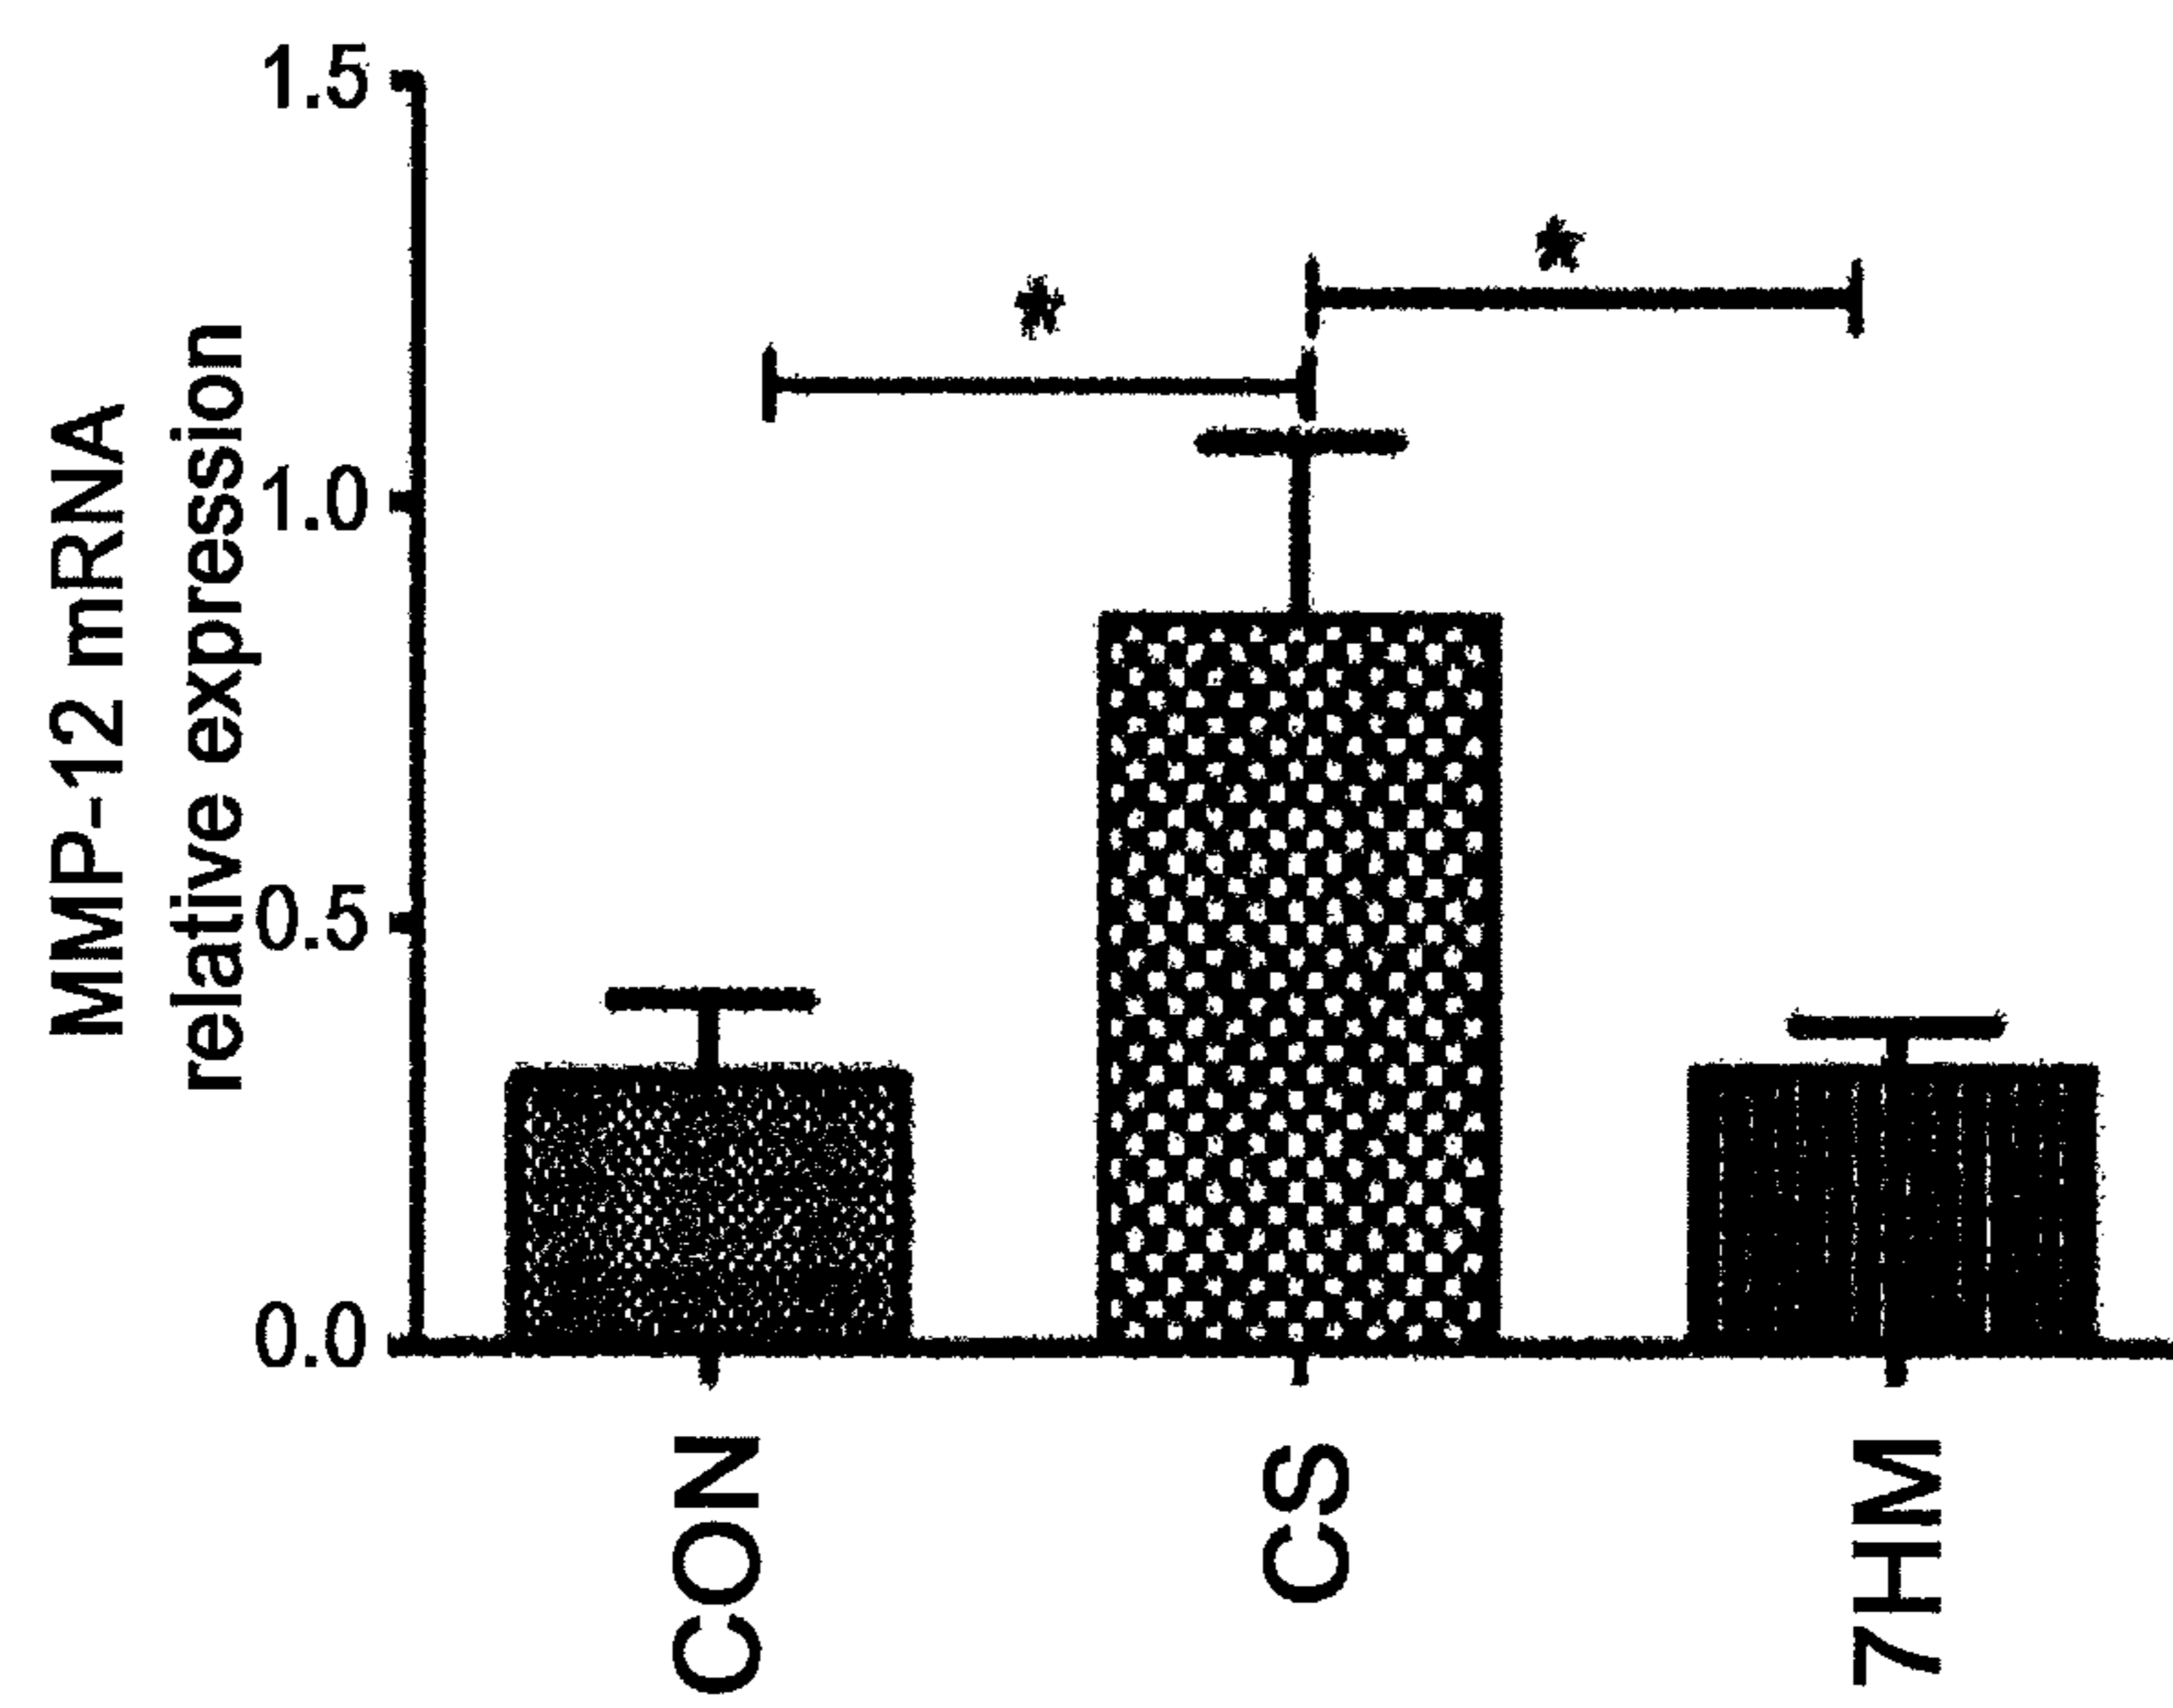 MMP-12 mRNA
relative expression
1.5
1.0
0.5
0.0
*
*
CON
CS
7HM